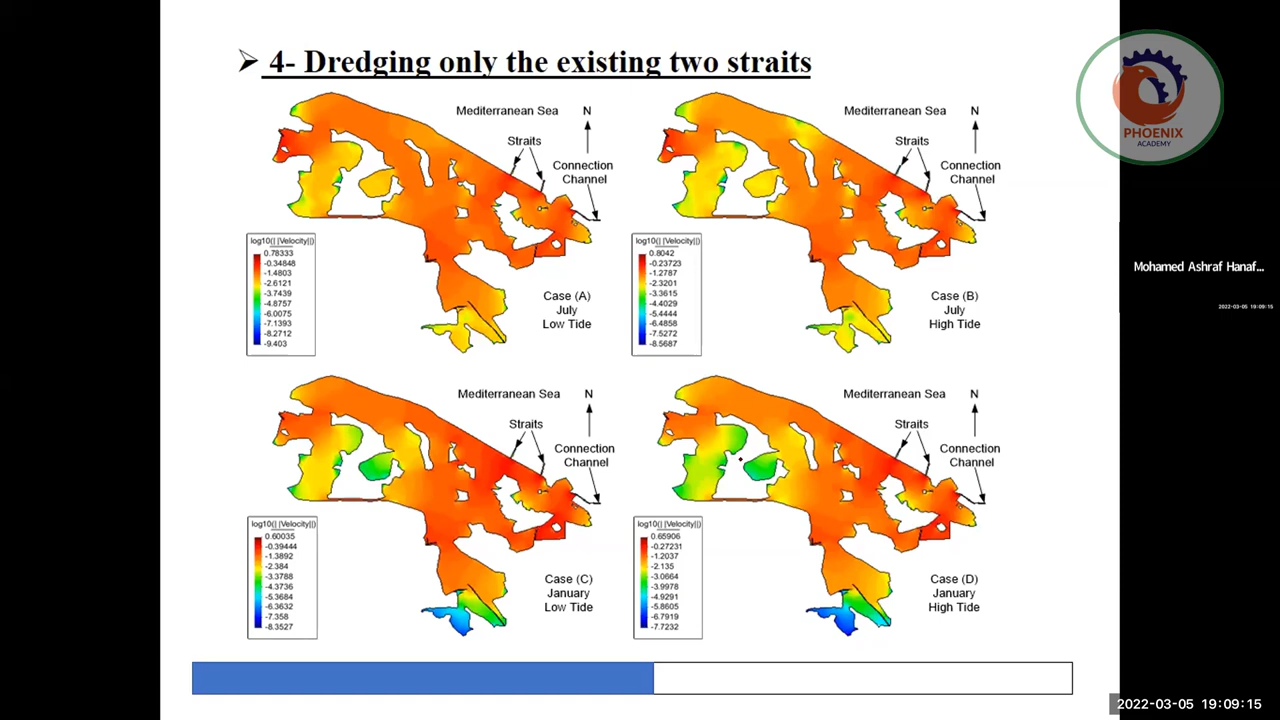 ➢ 4- Dredging only the existing two straits
PHOENIX
ACADEMY
Mohamed Ashraf Hanaf...
2022-03-05 19:09:15
Mediterranean Sea
N
Straits
Connection
Channel
log10(| |Velocity||)
0.78333
-0.34848
-1.4803
-2.6121
-3.7439
-4.8757
-6.0075
-7.1393
-8.2712
-9.403
Case (A)
July
Low Tide
Mediterranean Sea
N
Straits
Connection
Channel
log10(| |Velocity||)
0.8042
-0.23723
-1.2787
-2.3201
-3.3615
-4.4029
-5.4444
-6.4858
-7.5272
-8.5687
Case (B)
July
High Tide
Mediterranean Sea
N
Straits
Connection
Channel
log10(| |Velocity||)
0.60035
-0.39444
-1.3892
-2.384
-3.3788
-4.3736
-5.3684
-6.3632
-7.358
-8.3527
Case (C)
January
Low Tide
Mediterranean Sea
N
Straits
Connection
Channel
log10(| |Velocity||)
0.65906
-0.27231
-1.2037
-2.135
-3.0664
-3.9978
-4.9291
-5.8605
-6.7919
-7.7232
Case (D)
January
High Tide
2022-03-05 19:09:15